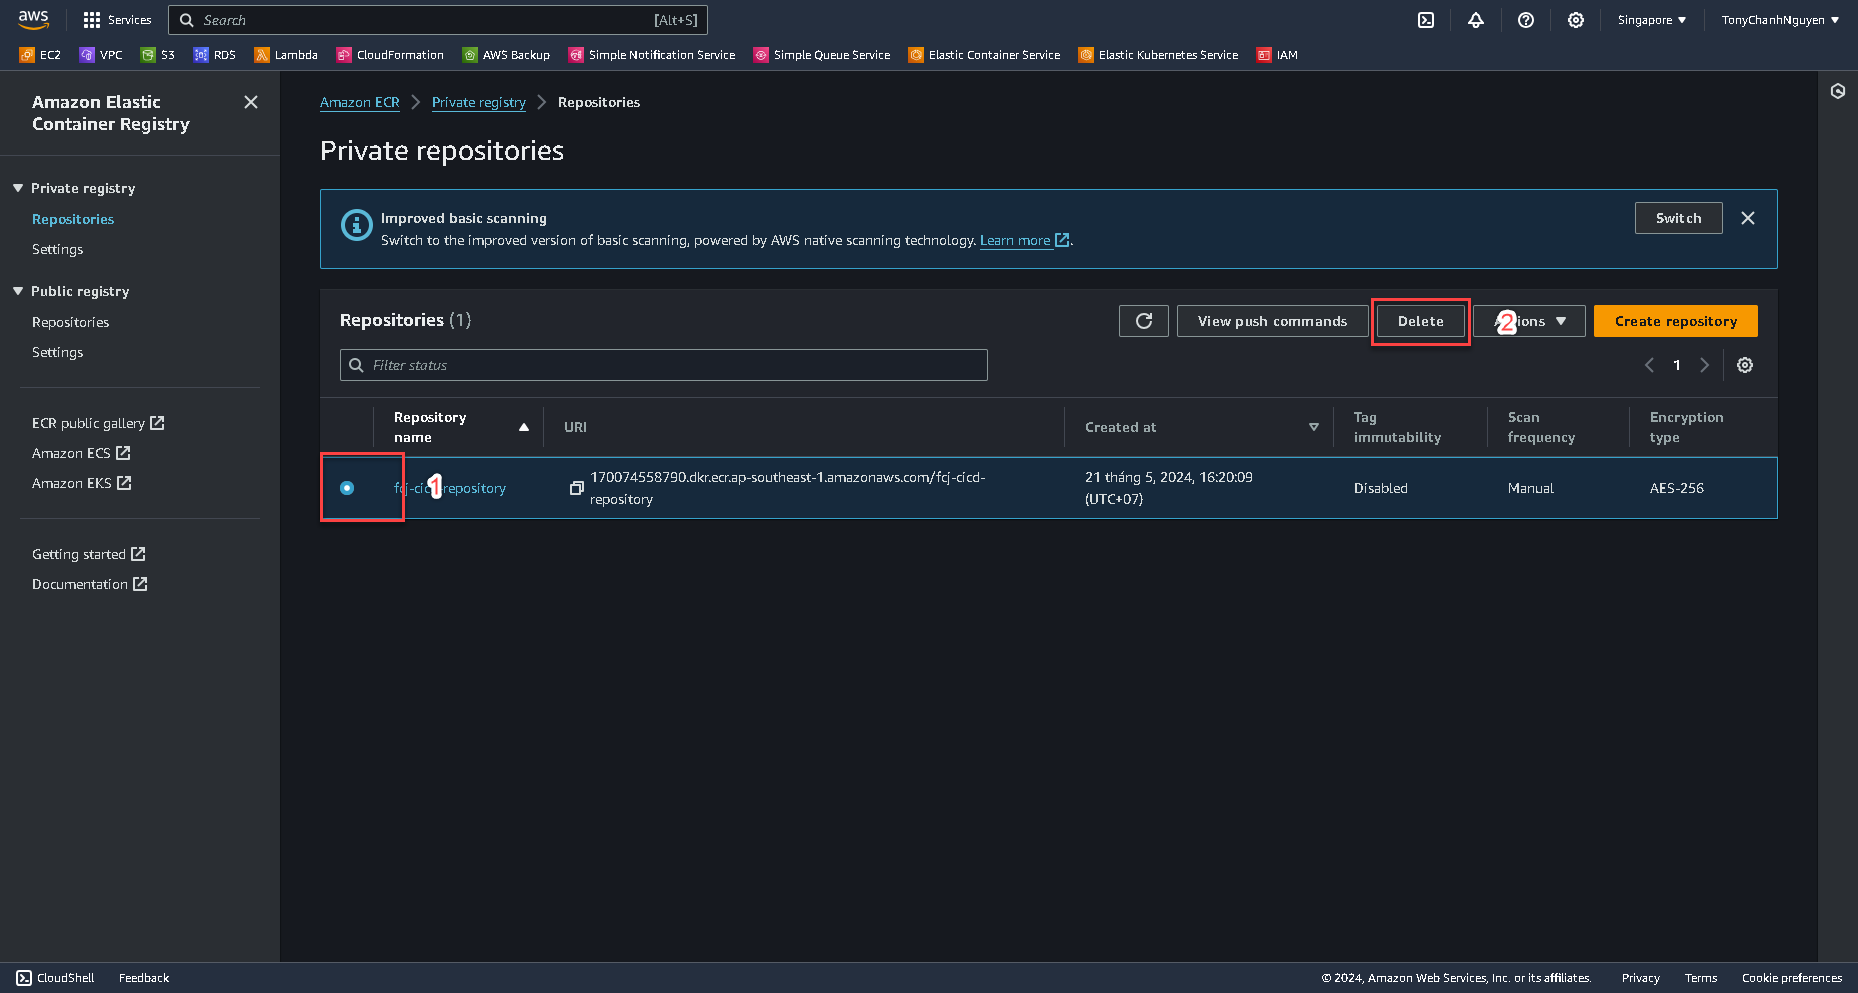 aws
Services
Search
[Alt+S]
Singapore
TonyChanhNguyen
EC2
VPC
S3
RDS
Lambda
CloudFormation
AWS Backup
Simple Notification Service
Simple Queue Service
Elastic Container Service
Elastic Kubernetes Service
IAM
Amazon Elastic
Container Registry
Private registry
Repositories
Settings
Public registry
Repositories
Settings
ECR public gallery
Amazon ECS
Amazon EKS
Getting started
Documentation
Amazon ECR
Private registry
Repositories
Private repositories
Improved basic scanning
Switch to the improved version of basic scanning, powered by AWS native scanning technology. Learn more .
Switch
Repositories (1)
View push commands
Delete
2
Create repository
Filter status
1
Repository
name
URI
Created at
Tag
immutability
Scan
frequency
Encryption
type
1
170074558790.dkr.ecr.ap-southeast-1.amazonaws.com/fcj-cicd-
repository
21 tháng 5, 2024, 16:20:09
(UTC+07)
Disabled
Manual
AES-256
CloudShell
Feedback
© 2024, Amazon Web Services, Inc. or its affiliates.
Privacy
Terms
Cookie preferences